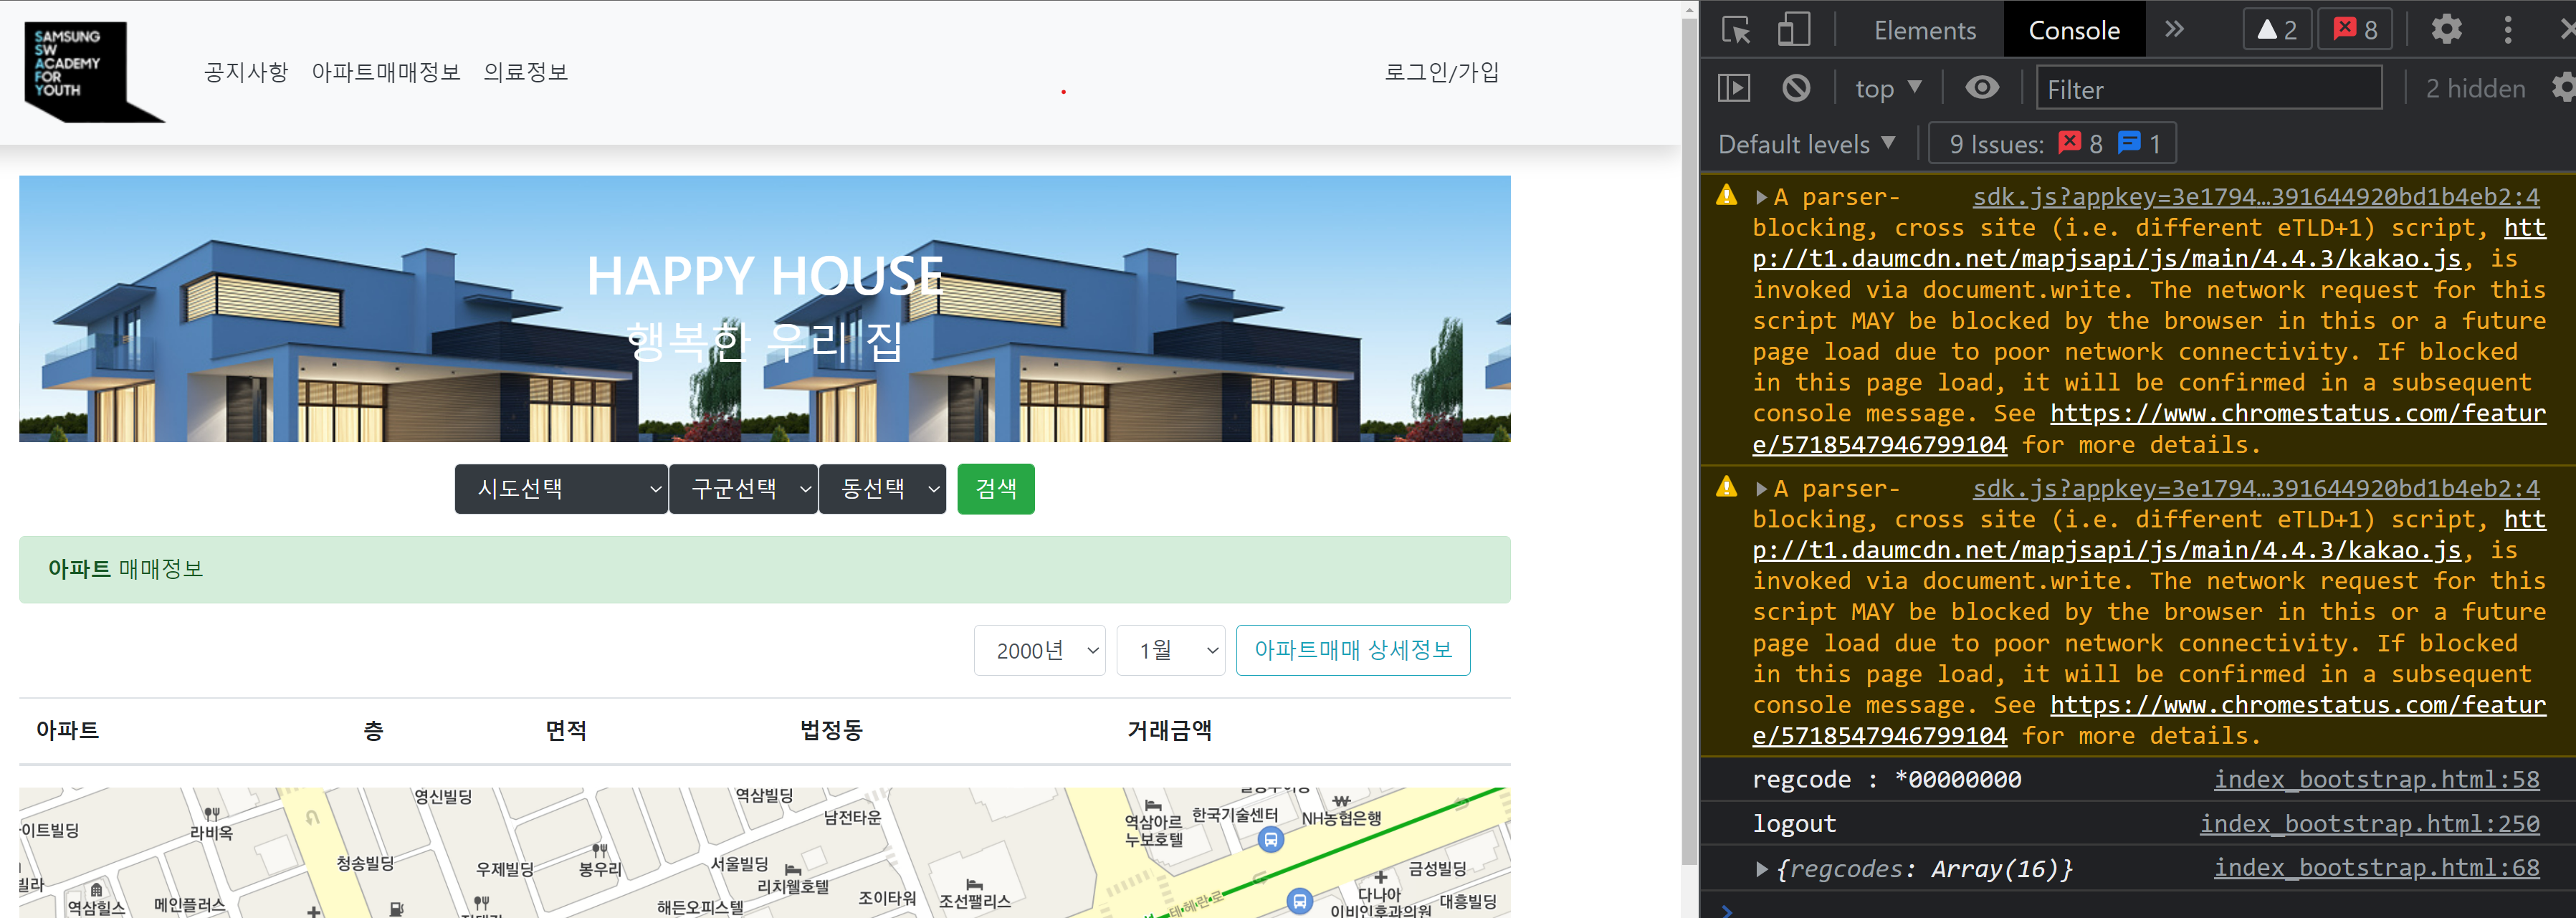 SAMSUNG
SW
ACADEMY
FOR
YOUTH
공지사항 아파트매매정보 의료정보 로그인/가입
HAPPY HOUSE
행복한 우리 집
시도선택 구군선택 동선택 검색
아파트 매매정보
2000년 1월 아파트매매 상세정보
아파트 층 면적 법정동 거래금액
영신빌딩 역삼빌딩
라비옥 남전타운 역삼아르누보호텔 한국기술센터 NH농협은행
청송빌딩 우제빌딩 봉우리 서울빌딩 금성빌딩
리치웰호텔 조이타워 조선팰리스 테헤란로 다나아이비인후과의원 대흥빌딩
역삼힐스 메인플러스 해든오피스텔
Elements Console 2 8
top Filter 2 hidden
Default levels 9 Issues: 8 1
A parser- sdk.js?appkey=3e1794…391644920bd1b4eb2:4
blocking, cross site (i.e. different eTLD+1) script, htt
p://t1.daumcdn.net/mapjsapi/js/main/4.4.3/kakao.js, is
invoked via document.write. The network request for this
script MAY be blocked by the browser in this or a future
page load due to poor network connectivity. If blocked
in this page load, it will be confirmed in a subsequent
console message. See https://www.chromestatus.com/featur
e/5718547946799104 for more details.
A parser- sdk.js?appkey=3e1794…391644920bd1b4eb2:4
blocking, cross site (i.e. different eTLD+1) script, htt
p://t1.daumcdn.net/mapjsapi/js/main/4.4.3/kakao.js, is
invoked via document.write. The network request for this
script MAY be blocked by the browser in this or a future
page load due to poor network connectivity. If blocked
in this page load, it will be confirmed in a subsequent
console message. See https://www.chromestatus.com/featur
e/5718547946799104 for more details.
regcode : *00000000 index_bootstrap.html:58
logout index_bootstrap.html:250
{regcodes: Array(16)} index_bootstrap.html:68